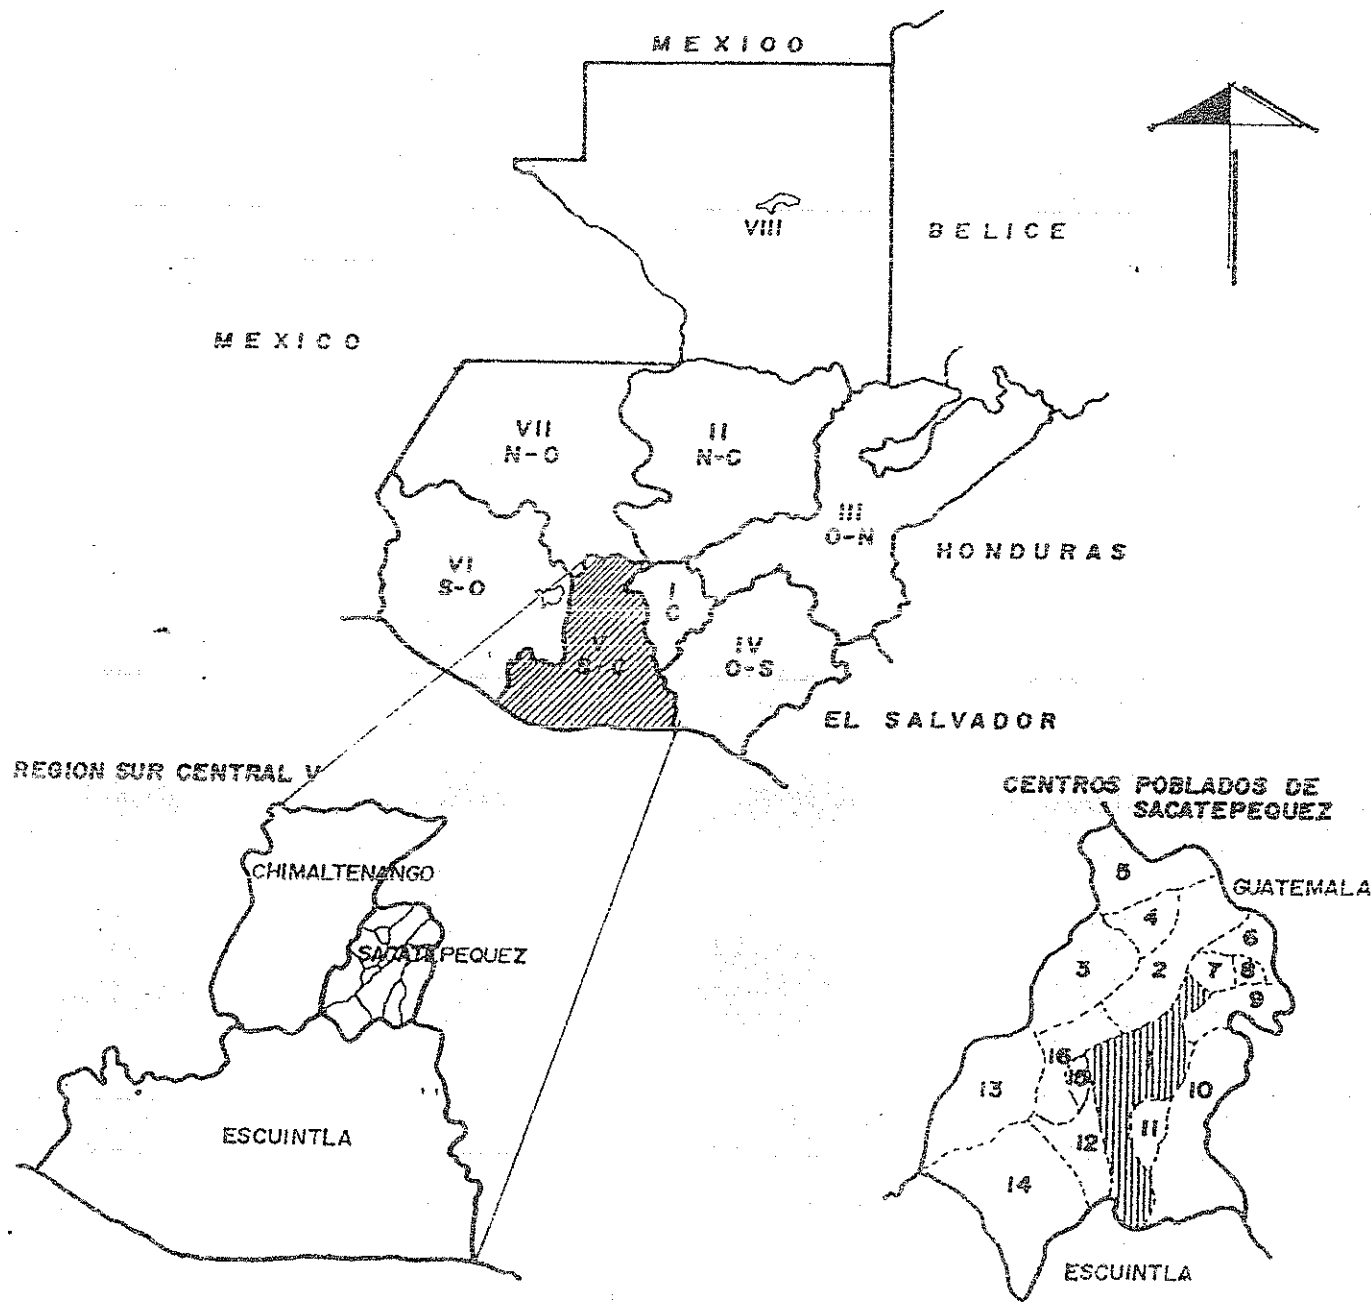 MEXICO
VIII
BELICE
MEXICO
VII
N-O
II
N-C
III
O-N
HONDURAS
VI
S-O
I
C
V
S-C
IV
O-S
EL SALVADOR
REGION SUR CENTRAL V
CHIMALTENANGO
SACATEPEQUEZ
ESCUINTLA
CENTROS POBLADOS DE
SACATEPEQUEZ
GUATEMALA
5
4
6
3
2
7
8
9
16
15
1
13
10
11
12
14
ESCUINTLA